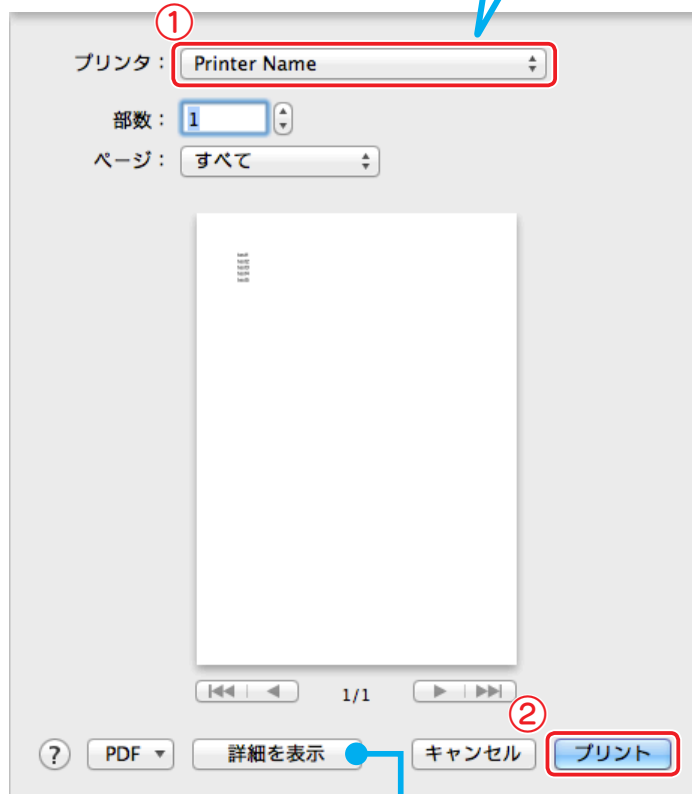 ①
プリンタ： Printer Name
部数： 1
ページ： すべて
1/1
②
? PDF 詳細を表示 キャンセル プリント